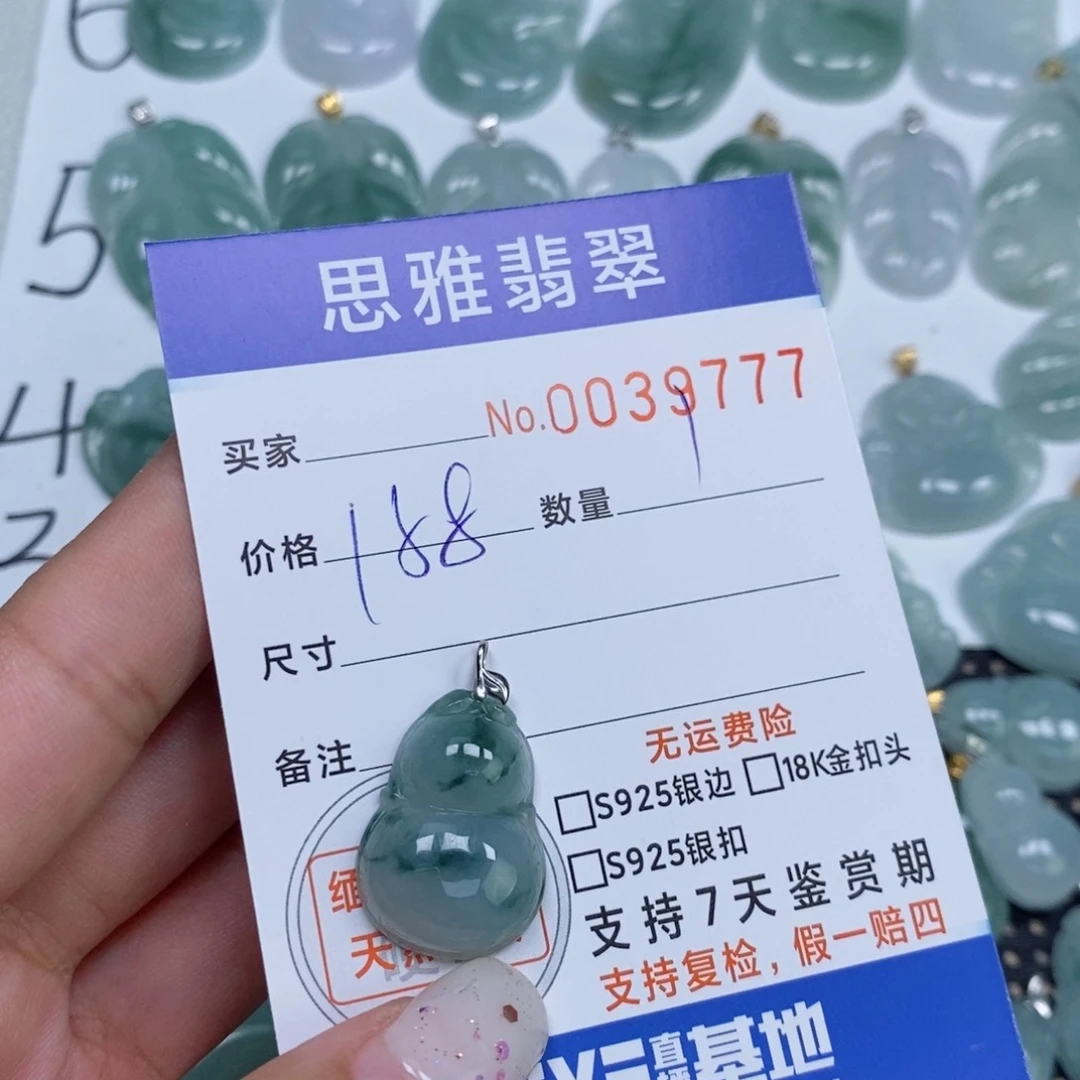 6
5
4
2
思雅翡翠
No.0039777
买家
价格 188 数量 1
尺寸
备注
无运费险
□S925银边 □18K金扣头
□S925银扣
支持7天鉴赏期
支持复检，假一赔四
缅
天
基地